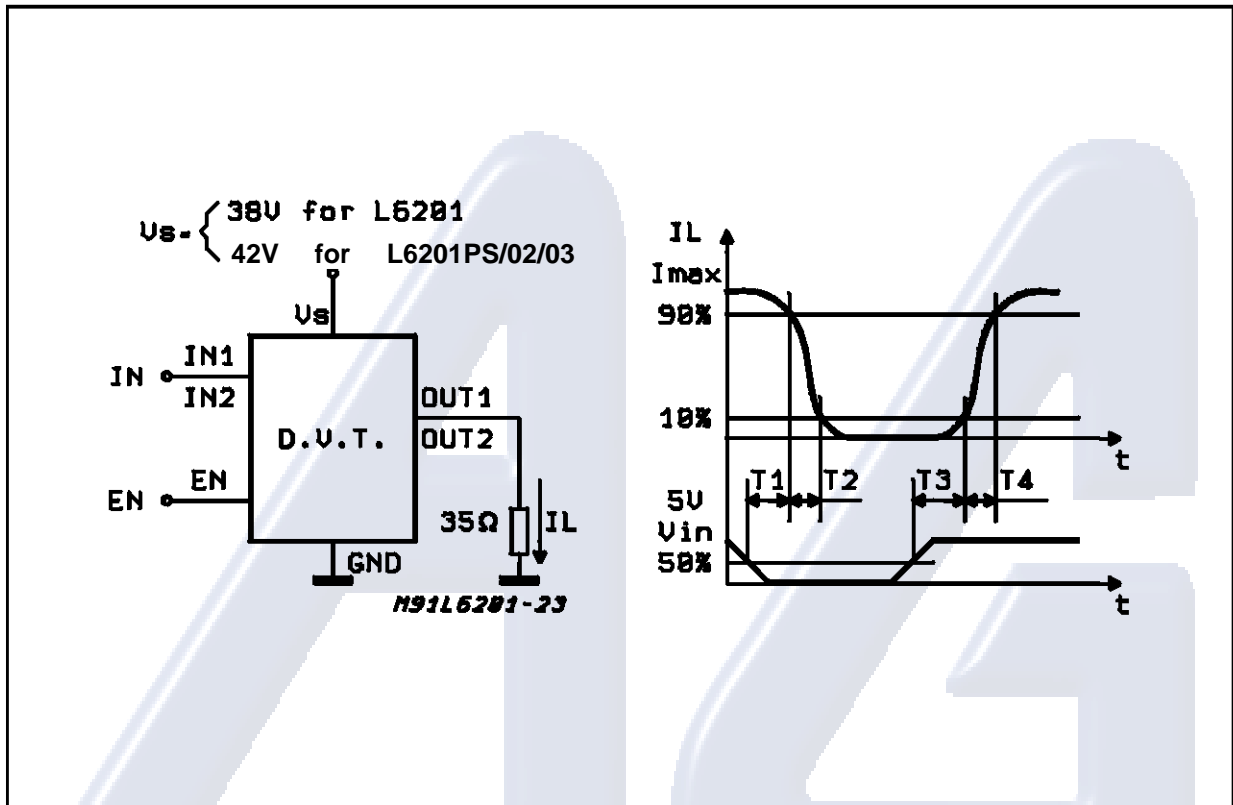 Vs= 38V for L6201
42V for L6201PS/02/03
Vs
IN
IN1
IN2
OUT1
OUT2
D.V.T.
EN
EN
35Ω
IL
GND
M91L6201-23
IL
Imax
90%
10%
t
T1
T2
T3
T4
5V
Vin
50%
t